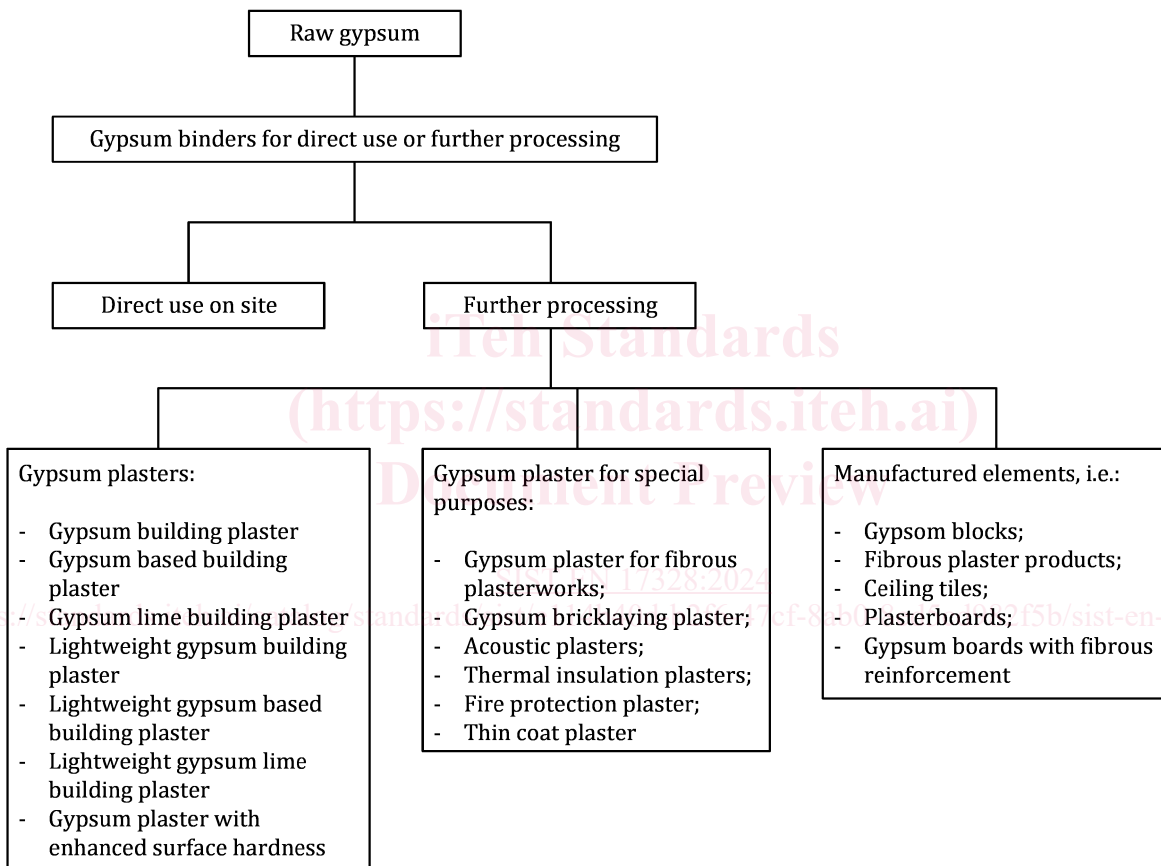 Raw gypsum
Gypsum binders for direct use or further processing
Direct use on site
Further processing
iTeh Standards
(https://standards.iteh.ai)
Document Preview
Gypsum plasters:
- Gypsum building plaster
- Gypsum based building
plaster
- Gypsum lime building plaster
- Lightweight gypsum building
plaster
- Lightweight gypsum based
building plaster
- Lightweight gypsum lime
building plaster
- Gypsum plaster with
enhanced surface hardness
Gypsum plaster for special
purposes:
- Gypsum plaster for fibrous
plasterworks;
- Gypsum bricklaying plaster;
- Acoustic plasters;
- Thermal insulation plasters;
- Fire protection plaster;
- Thin coat plaster
Manufactured elements, i.e.:
- Gypsom blocks;
- Fibrous plaster products;
- Ceiling tiles;
- Plasterboards;
- Gypsum boards with fibrous
reinforcement
SIST EN 17328:2024